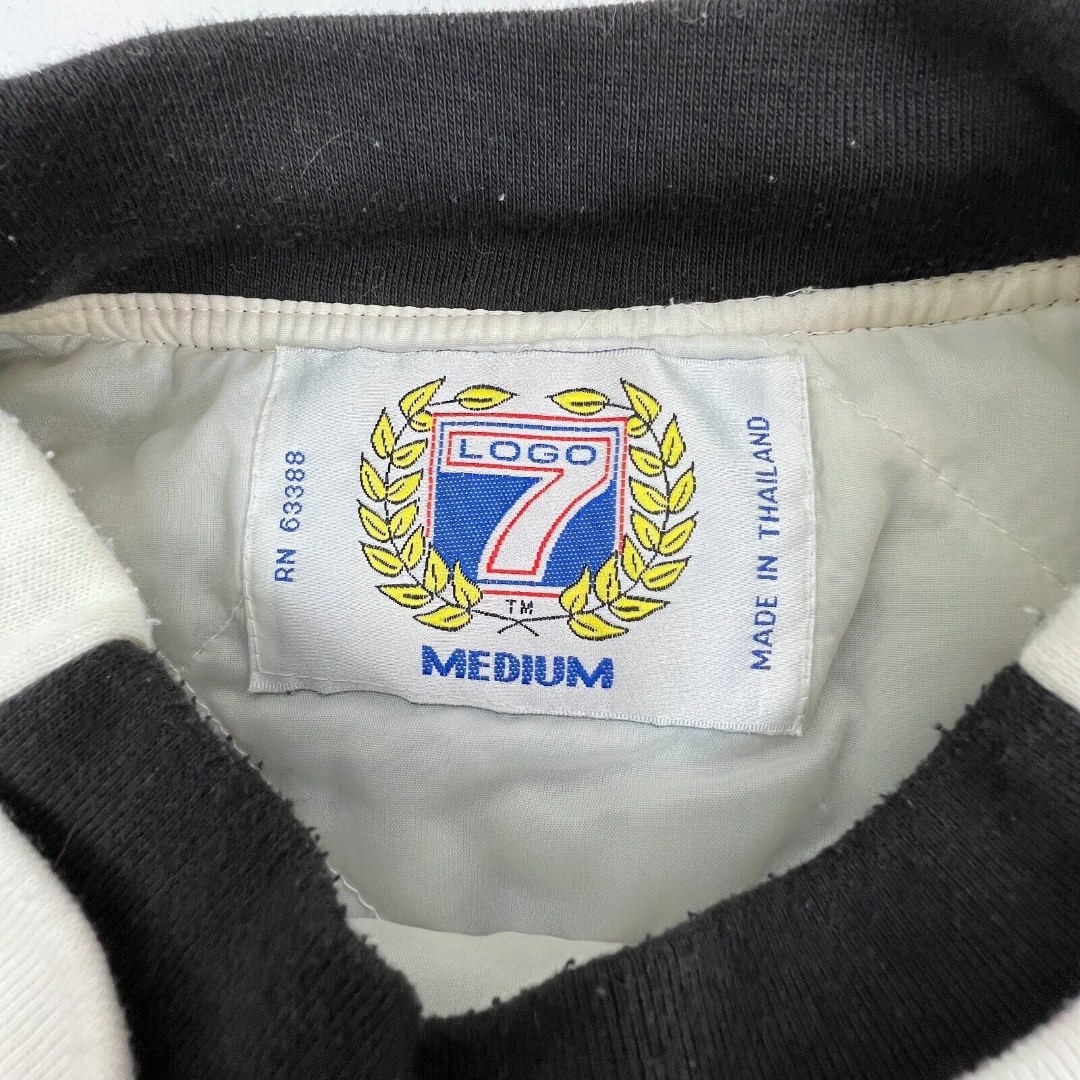 RN 63388
LOGO
7
TM
MEDIUM
MADE IN THAILAND